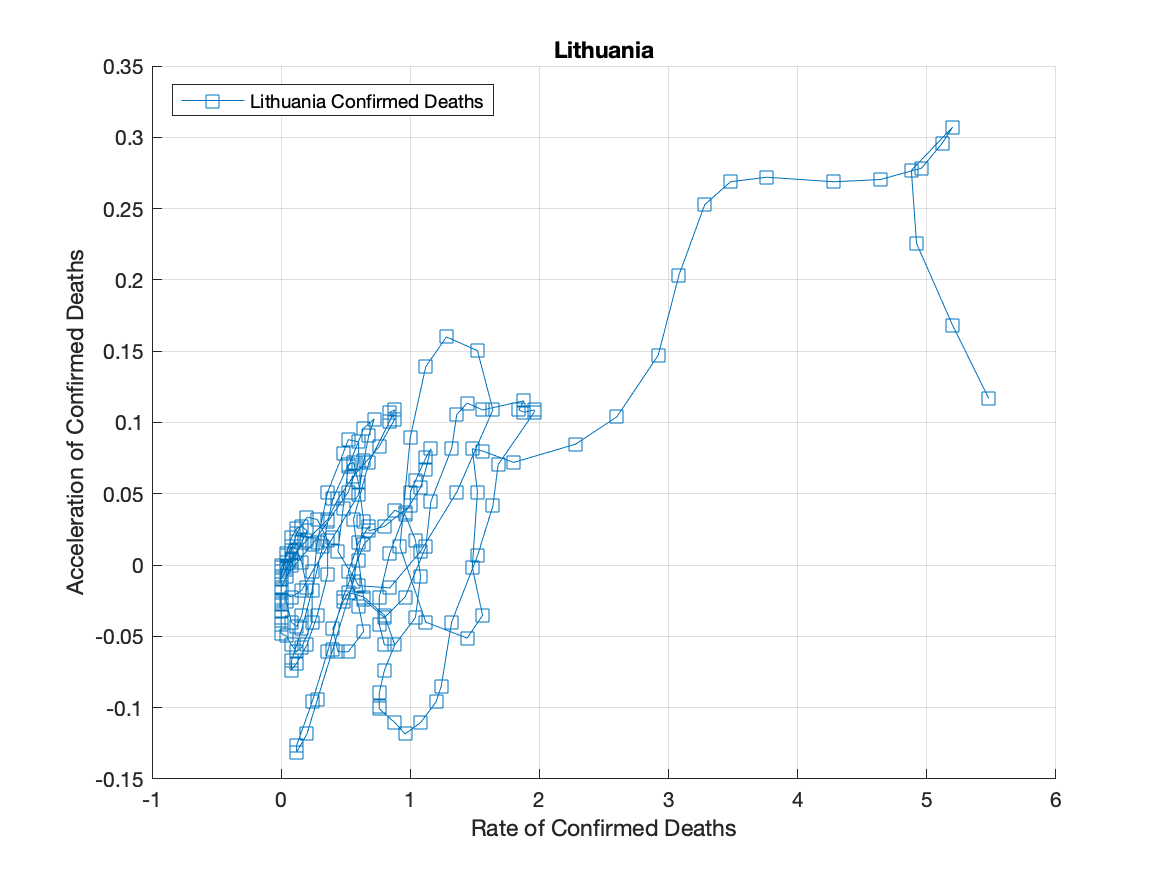 Lithuania
Lithuania Confirmed Deaths
Acceleration of Confirmed Deaths
0.35
0.3
0.25
0.2
0.15
0.1
0.05
0
-0.05
-0.1
-0.15
-1 0 1 2 3 4 5 6
Rate of Confirmed Deaths